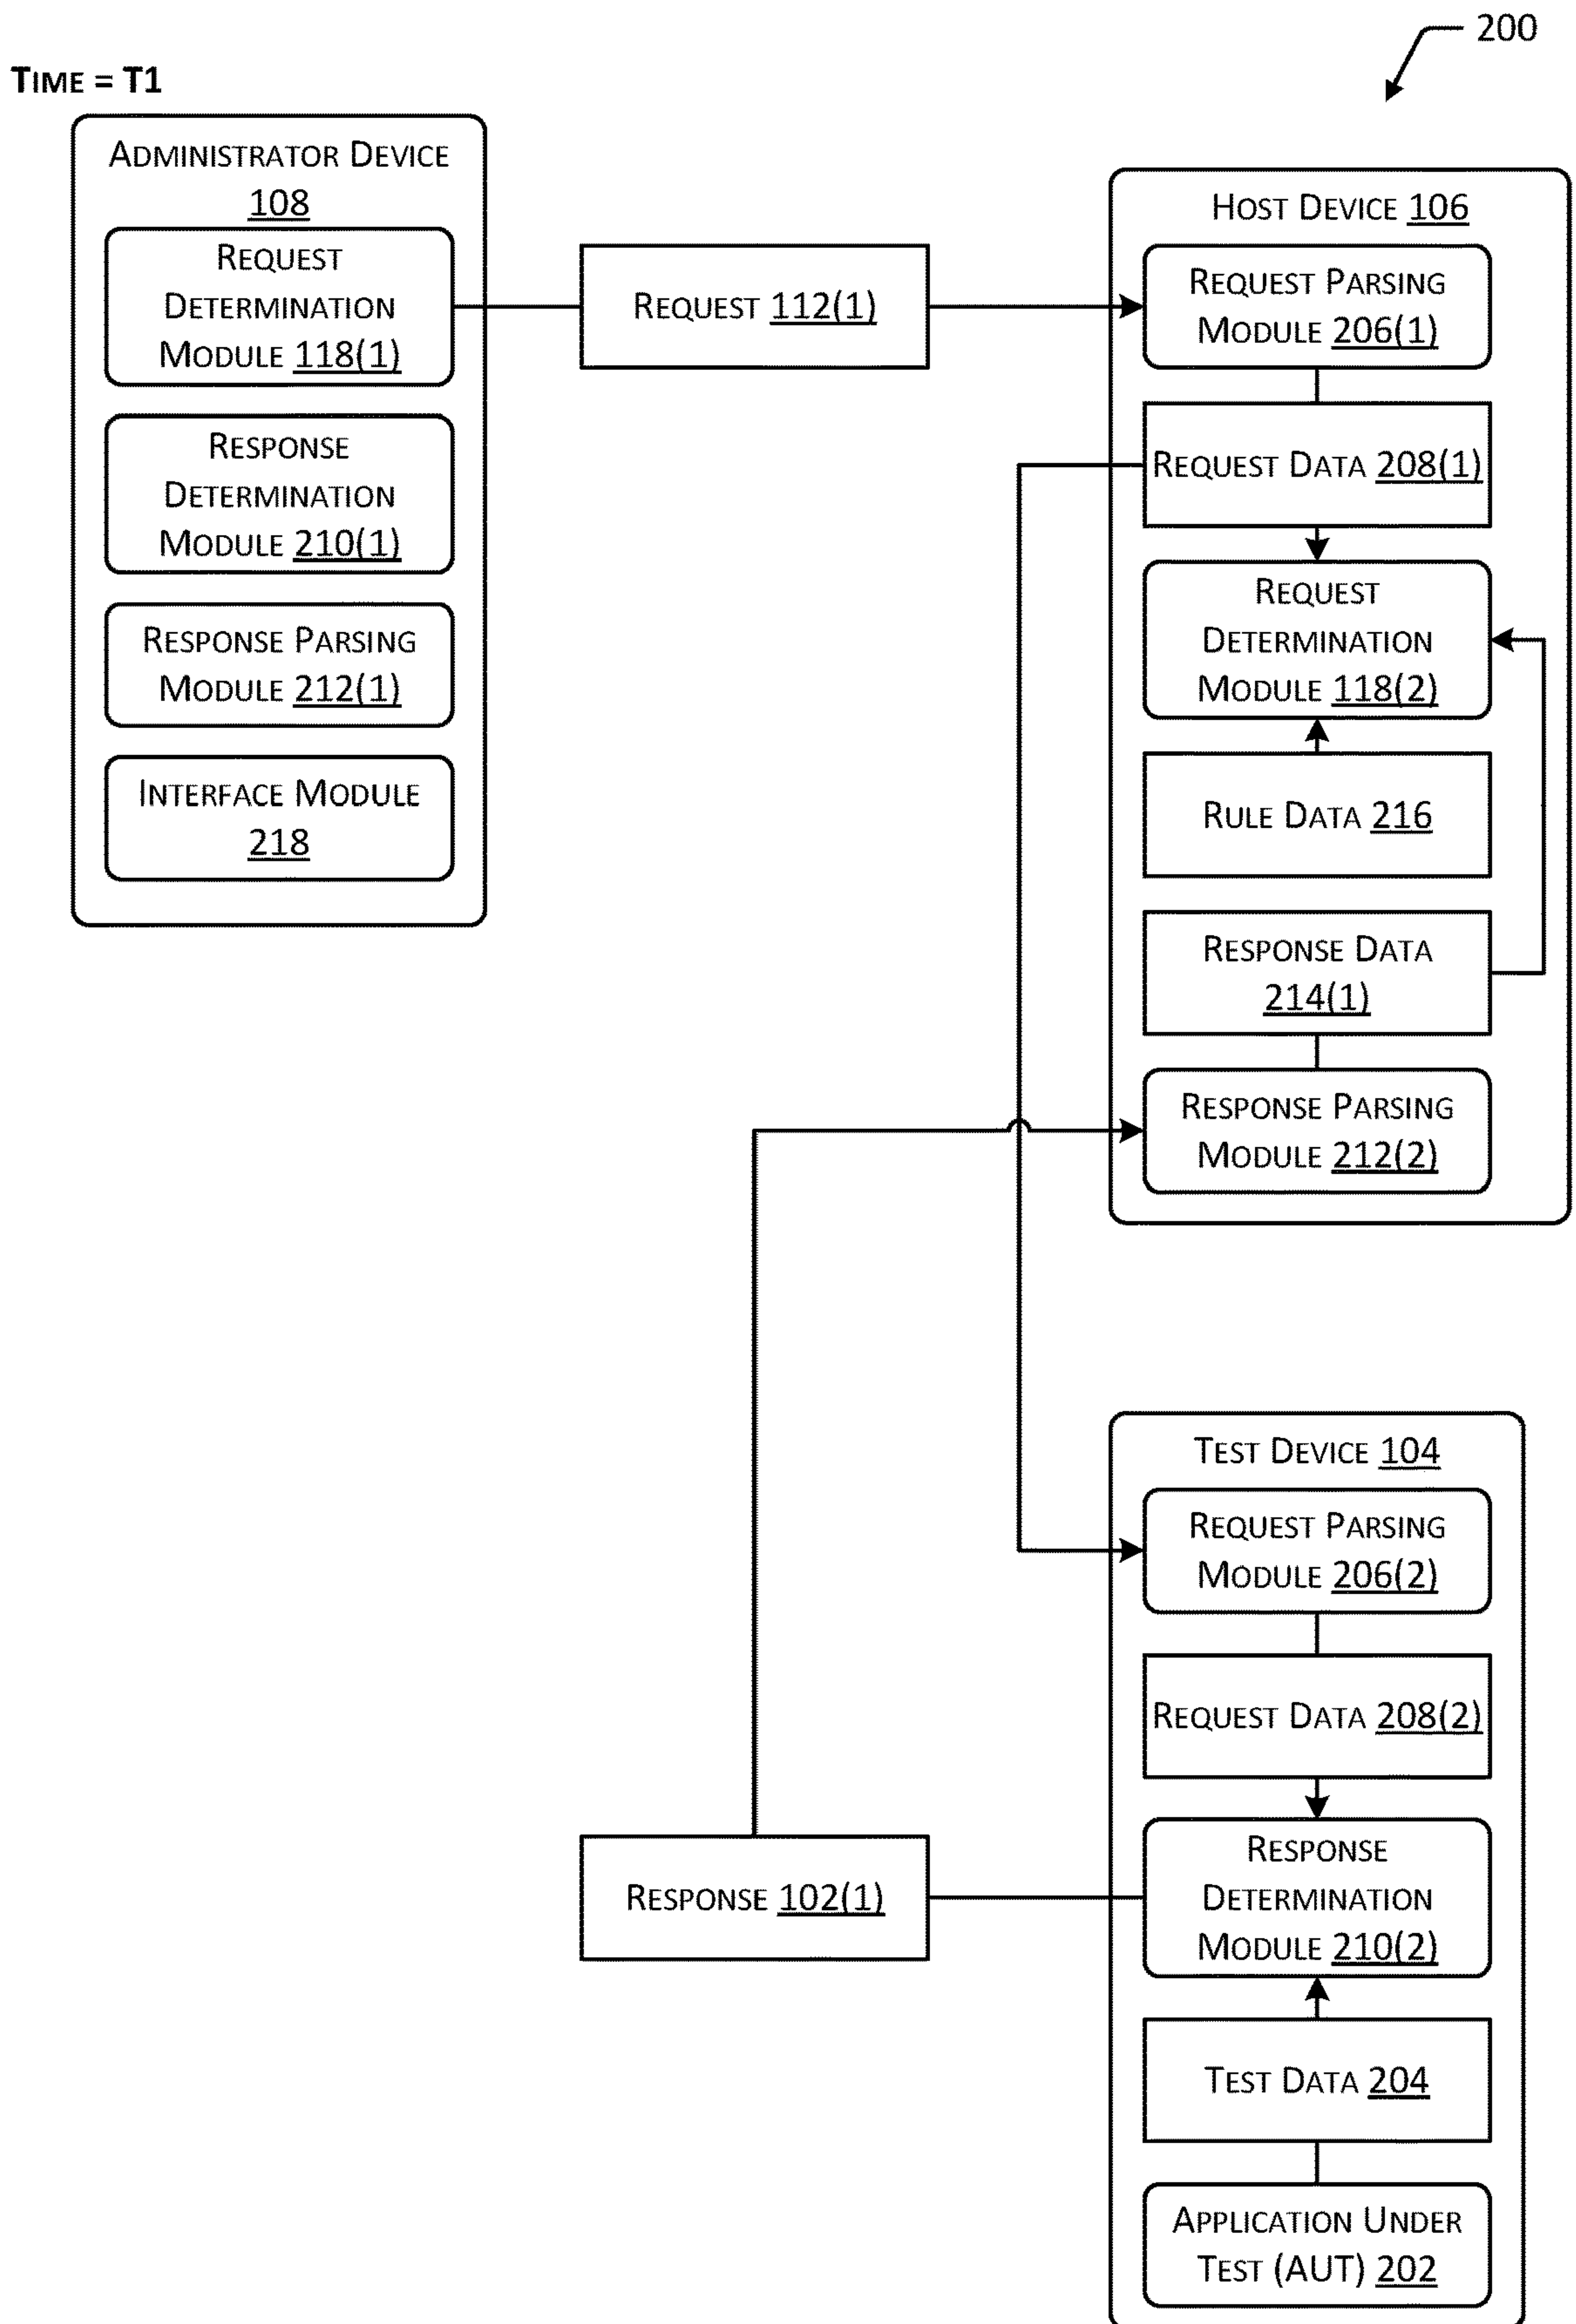 200
TIME = T1
ADMINISTRATOR DEVICE
108
REQUEST
DETERMINATION
MODULE 118(1)
RESPONSE
DETERMINATION
MODULE 210(1)
RESPONSE PARSING
MODULE 212(1)
INTERFACE MODULE
218
REQUEST 112(1)
HOST DEVICE 106
REQUEST PARSING
MODULE 206(1)
REQUEST DATA 208(1)
REQUEST
DETERMINATION
MODULE 118(2)
RULE DATA 216
RESPONSE DATA
214(1)
RESPONSE PARSING
MODULE 212(2)
TEST DEVICE 104
REQUEST PARSING
MODULE 206(2)
REQUEST DATA 208(2)
RESPONSE
DETERMINATION
MODULE 210(2)
RESPONSE 102(1)
TEST DATA 204
APPLICATION UNDER
TEST (AUT) 202